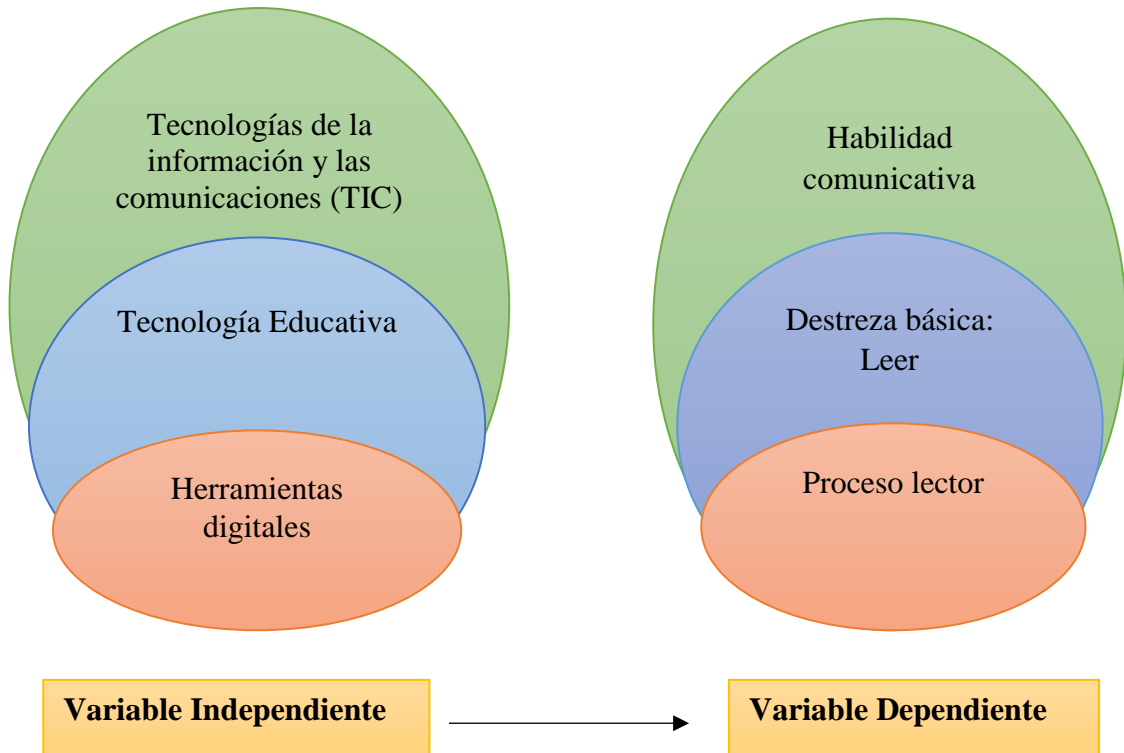 Tecnologías de la
información y las
comunicaciones (TIC)
Tecnología Educativa
Herramientas
digitales
Variable Independiente
Habilidad
comunicativa
Destreza básica:
Leer
Proceso lector
Variable Dependiente